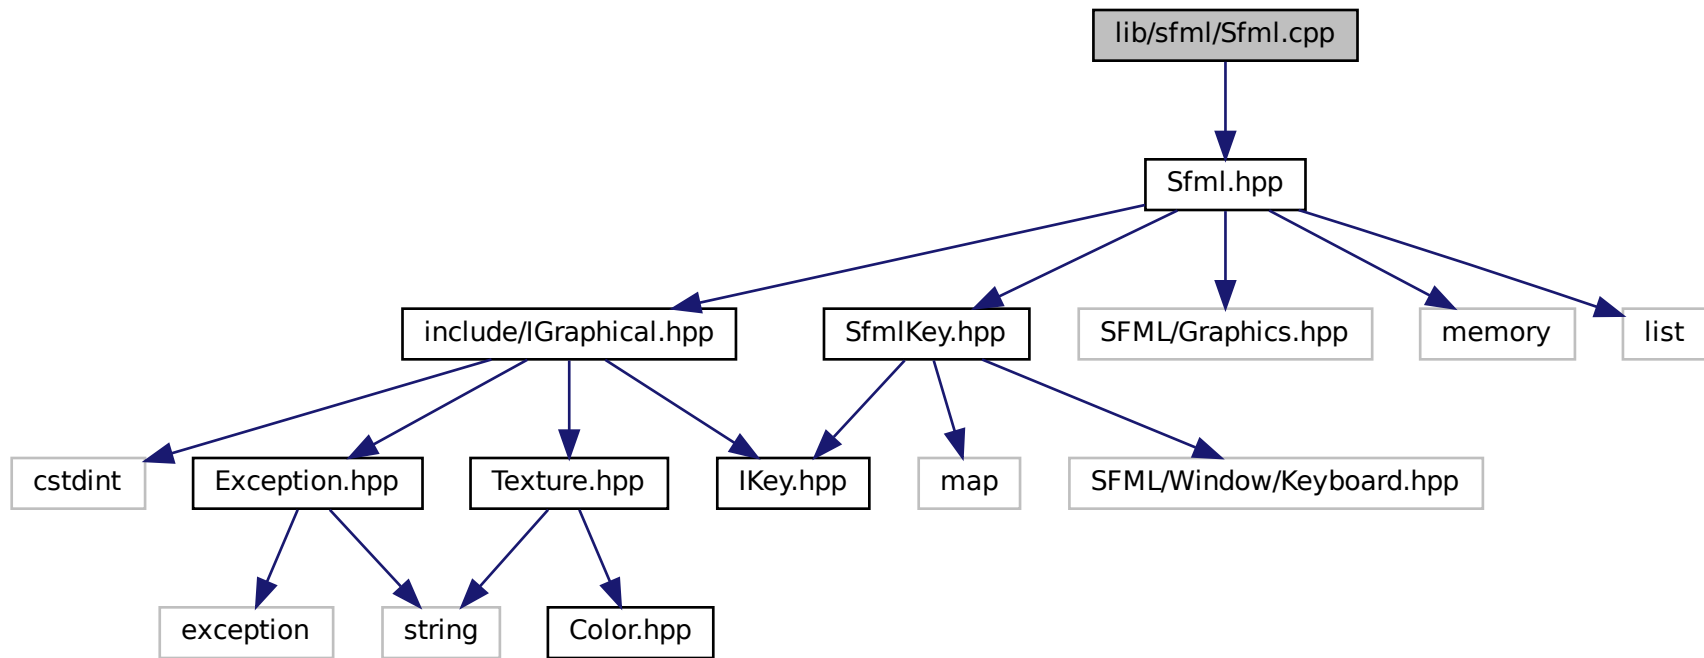 lib/sfml/Sfml.cpp
Sfml.hpp
include/IGraphical.hpp
SfmlKey.hpp
SFML/Graphics.hpp
memory
list
cstdint
Exception.hpp
Texture.hpp
IKey.hpp
map
SFML/Window/Keyboard.hpp
exception
string
Color.hpp